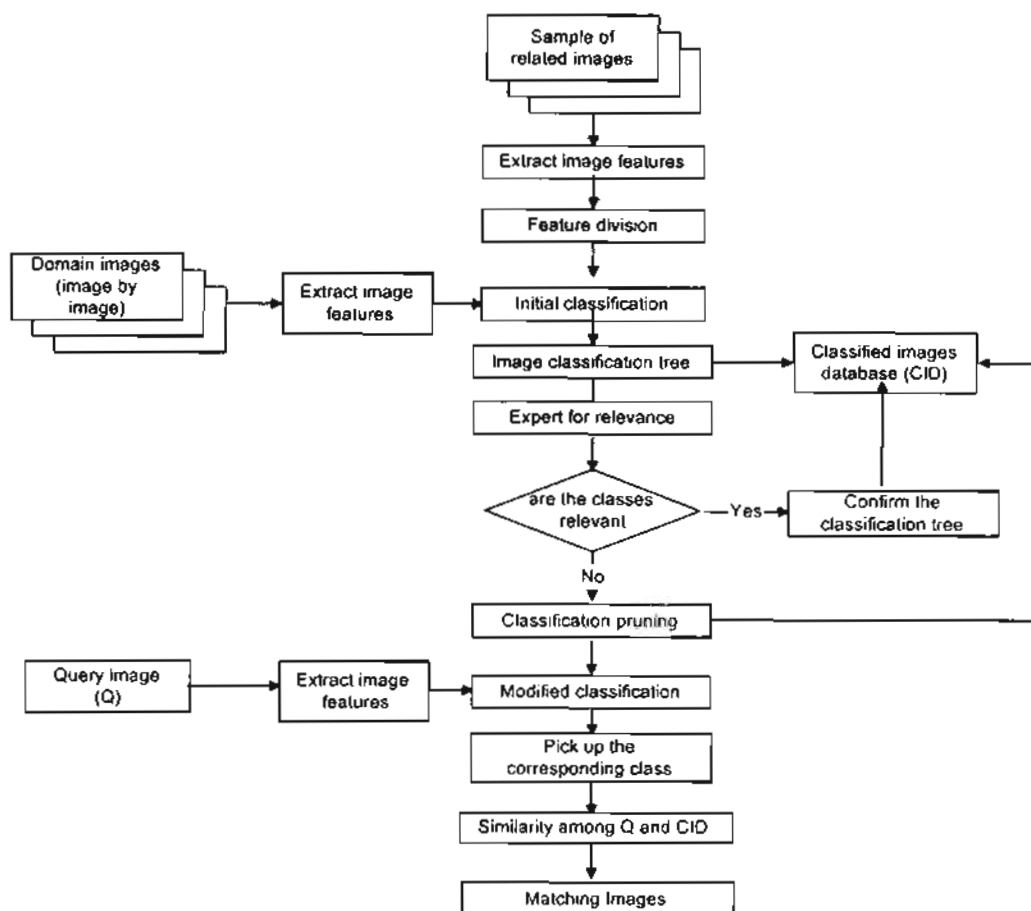 Sample of
related images
Extract image features
Feature division
Domain images
(image by
image)
Extract image
features
Initial classification
Image classification tree
Classified images
database (CID)
Expert for relevance
are the classes
relevant
Yes
Confirm the
classification tree
No
Classification pruning
Query image
(Q)
Extract image
features
Modified classification
Pick up the
corresponding class
Similarity among Q and CID
Matching Images